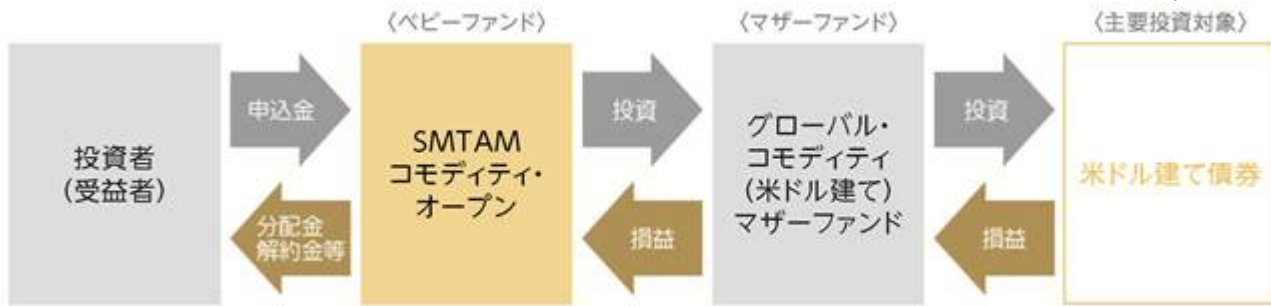 〈ベビーファンド〉
〈マザーファンド〉
〈主要投資対象〉
投資者
(受益者)
申込金
分配金
解約金等
SMTAM
コモディティ・
オープン
投資
損益
グローバル・
コモディティ
(米ドル建て)
マザーファンド
投資
損益
米ドル建て債券